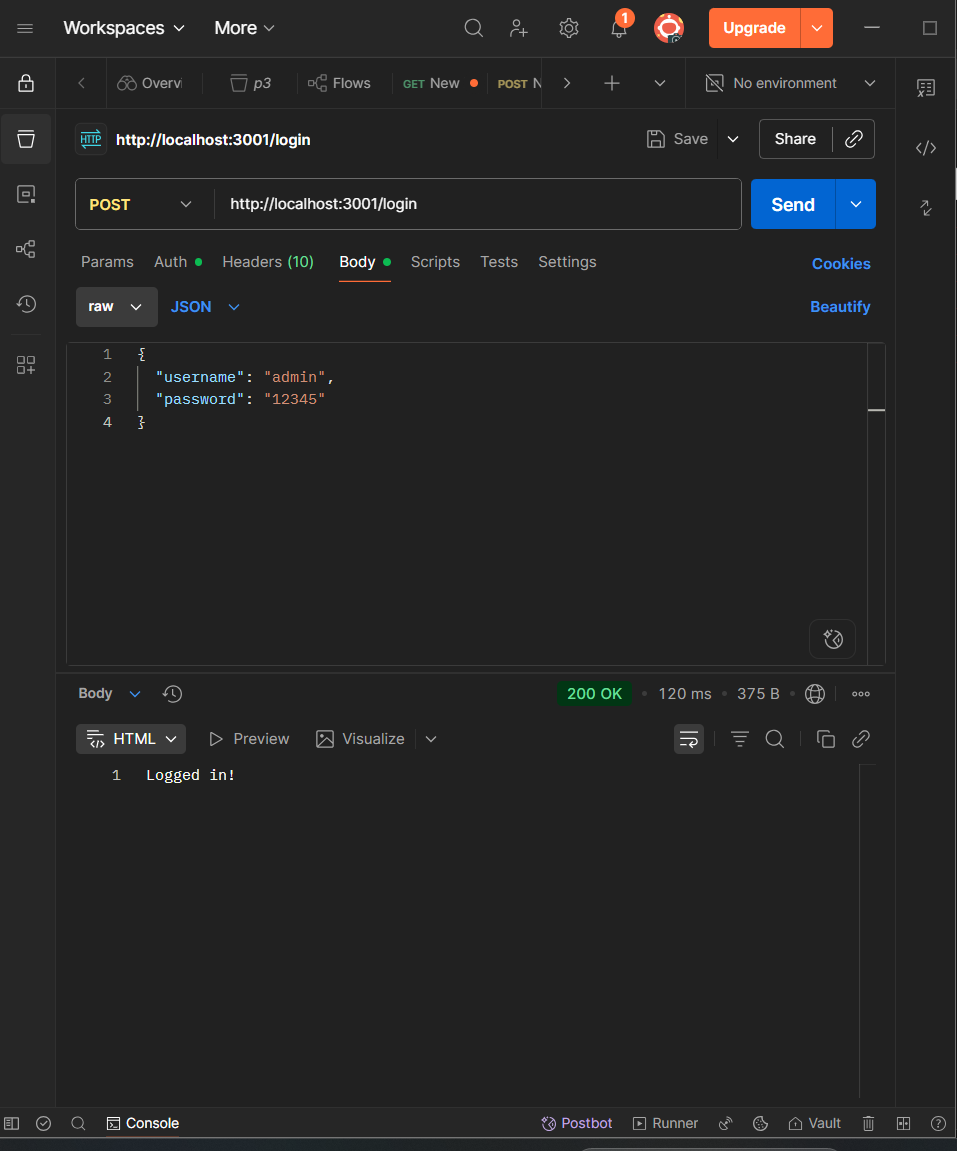 Workspaces More 1 Upgrade
Overvi p3 Flows GET New POST N No environment
HTTP http://localhost:3001/login Save Share
POST http://localhost:3001/login Send
Params Auth Headers (10) Body Scripts Tests Settings Cookies
raw JSON Beautify
1 {
2 "username": "admin",
3 "password": "12345"
4 }
Body 200 OK 120 ms 375 B
HTML Preview Visualize
1 Logged in!
Console Postbot Runner Vault